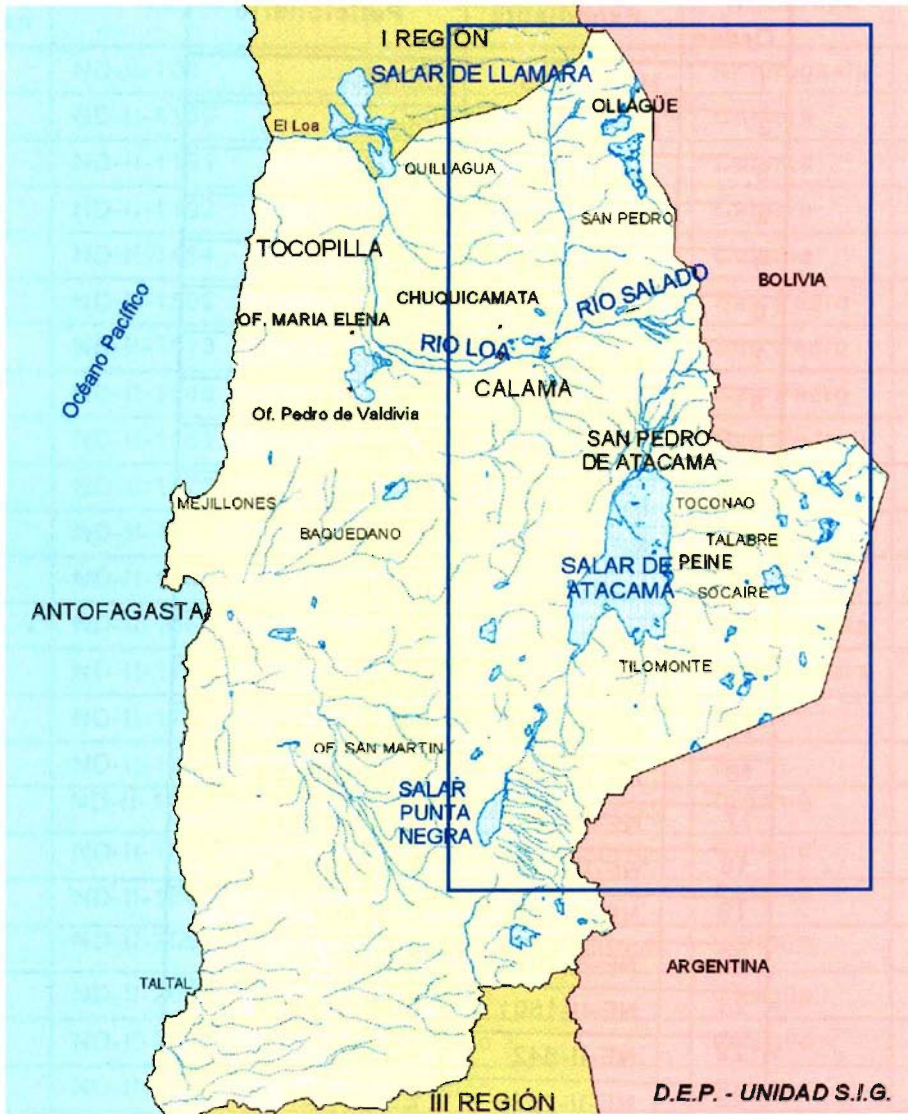 I REGIÓN
SALAR DE LLAMARA
OLLAGÜE
El Loa
QUILLAGUA
SAN PEDRO
TOCOPILLA
BOLIVIA
CHUQUICAMATA
RIO SALADO
Océano Pacífico
OF. MARIA ELENA
RIO LOA
CALAMA
Of. Pedro de Valdivia
SAN PEDRO
DE ATACAMA
MEJILLONES
TOCONAO
BAQUEDANO
TALABRE
PEINE
SALAR DE
ATACAMA
SOCAIRE
ANTOFAGASTA
TILOMONTE
OF. SAN MARTIN
SALAR
PUNTA
NEGRA
ARGENTINA
TALTAL
III REGIÓN
D.E.P. - UNIDAD S.I.G.